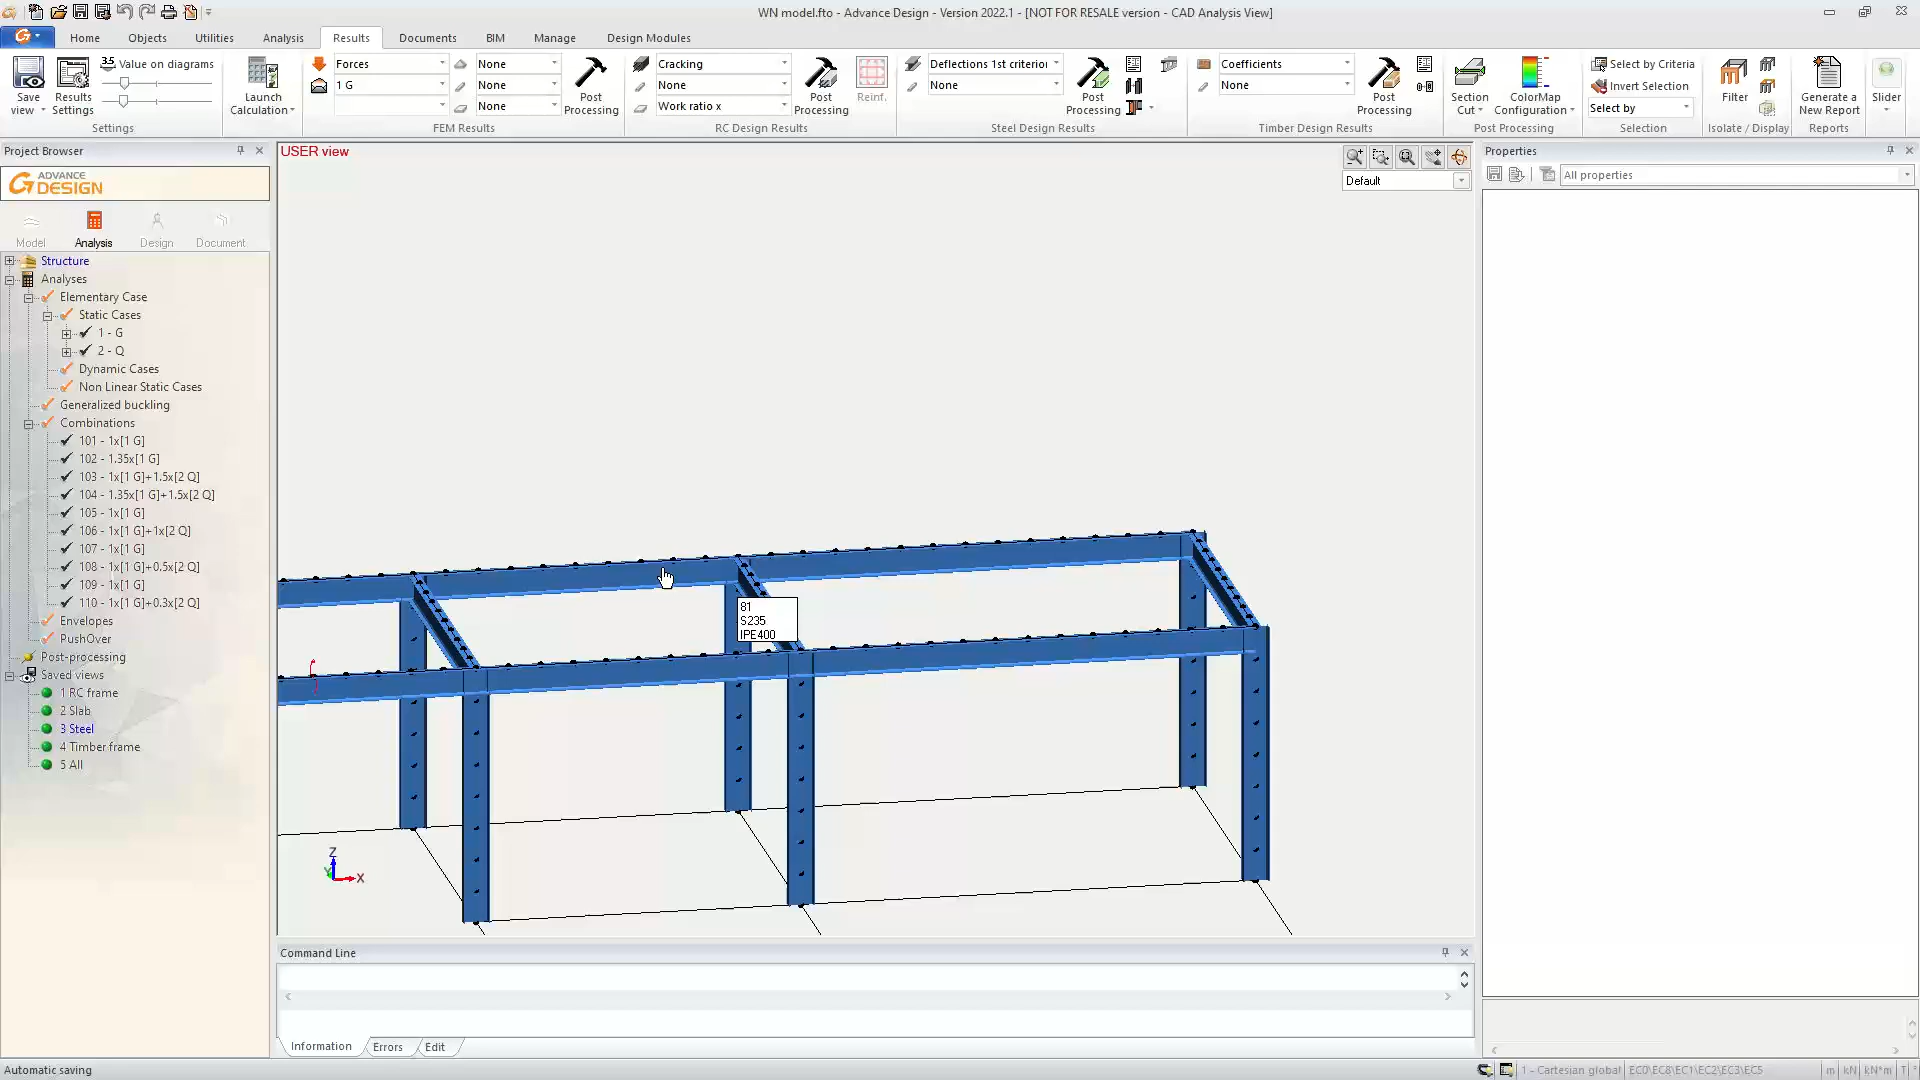 WN model.fto - Advance Design - Version 2022.1 - [NOT FOR RESALE version - CAD Analysis View]
Home
Objects
Utilities
Analysis
Results
Documents
BIM
Manage
Design Modules
Save view
Results Settings
3.5 Value on diagrams
Settings
Launch Calculation
Forces
1 G
None
None
None
Post Processing
FEM Results
Cracking
None
Work ratio x
Post Processing
Reinf.
RC Design Results
Deflections 1st criterion
None
Post Processing
Steel Design Results
Coefficients
None
Post Processing
Timber Design Results
Section Cut
ColorMap Configuration
Post Processing
Select by Criteria
Invert Selection
Select by
Selection
Filter
Isolate / Display
Generate a New Report
Reports
Slider
Project Browser
ADVANCE
DESIGN
Model
Analysis
Design
Document
Structure
Analyses
Elementary Case
Static Cases
1 - G
2 - Q
Dynamic Cases
Non Linear Static Cases
Generalized buckling
Combinations
101 - 1x[1 G]
102 - 1.35x[1 G]
103 - 1x[1 G]+1.5x[2 Q]
104 - 1.35x[1 G]+1.5x[2 Q]
105 - 1x[1 G]
106 - 1x[1 G]+1x[2 Q]
107 - 1x[1 G]
108 - 1x[1 G]+0.5x[2 Q]
109 - 1x[1 G]
110 - 1x[1 G]+0.3x[2 Q]
Envelopes
PushOver
Post-processing
Saved views
1 RC frame
2 Slab
3 Steel
4 Timber frame
5 All
USER view
Default
81
S235
IPE400
Z
Y
X
Properties
All properties
Command Line
Information
Errors
Edit
Automatic saving
1 - Cartesian global
EC0\EC8\EC1\EC2\EC3\EC5
m
kN
kN*m
T